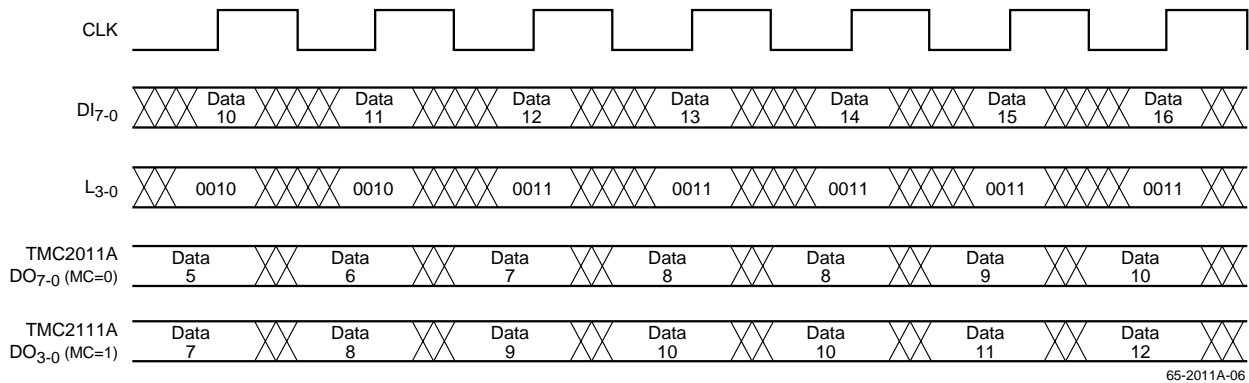 CLK
DI7-0
Data Data Data Data Data Data Data
10 11 12 13 14 15 16
L3-0
0010 0010 0011 0011 0011 0011 0011
TMC2011A
DO7-0 (MC=0)
Data Data Data Data Data Data Data
5 6 7 8 8 9 10
TMC2111A
DO3-0 (MC=1)
Data Data Data Data Data Data Data
7 8 9 10 10 11 12
65-2011A-06